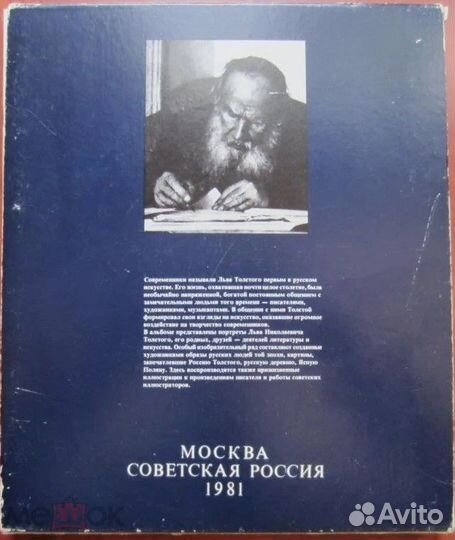 Современники называли Льва Толстого первым в русском
искусстве. Его жизнь, охватившая почти целое столетие, была
необычайно напряженной, богатой постоянным общением с
замечательными людьми того времени — писателями,
художниками, музыкантами. В общении с ними Толстой
формировал свои взгляды на искусство, оказавшие огромное
воздействие на творчество современников.
В альбоме представлены портреты Льва Николаевича
Толстого, его родных, друзей — деятелей литературы и
искусства. Особый изобразительный ряд составляют созданные
художниками образы русских людей той эпохи, картины,
запечатлевшие Россию Толстого, русскую деревню, Ясную
Поляну. Здесь воспроизводятся также прижизненные
иллюстрации к произведениям писателя и работы советских
иллюстраторов.
МОСКВА
СОВЕТСКАЯ РОССИЯ
1981
мешок
Avito